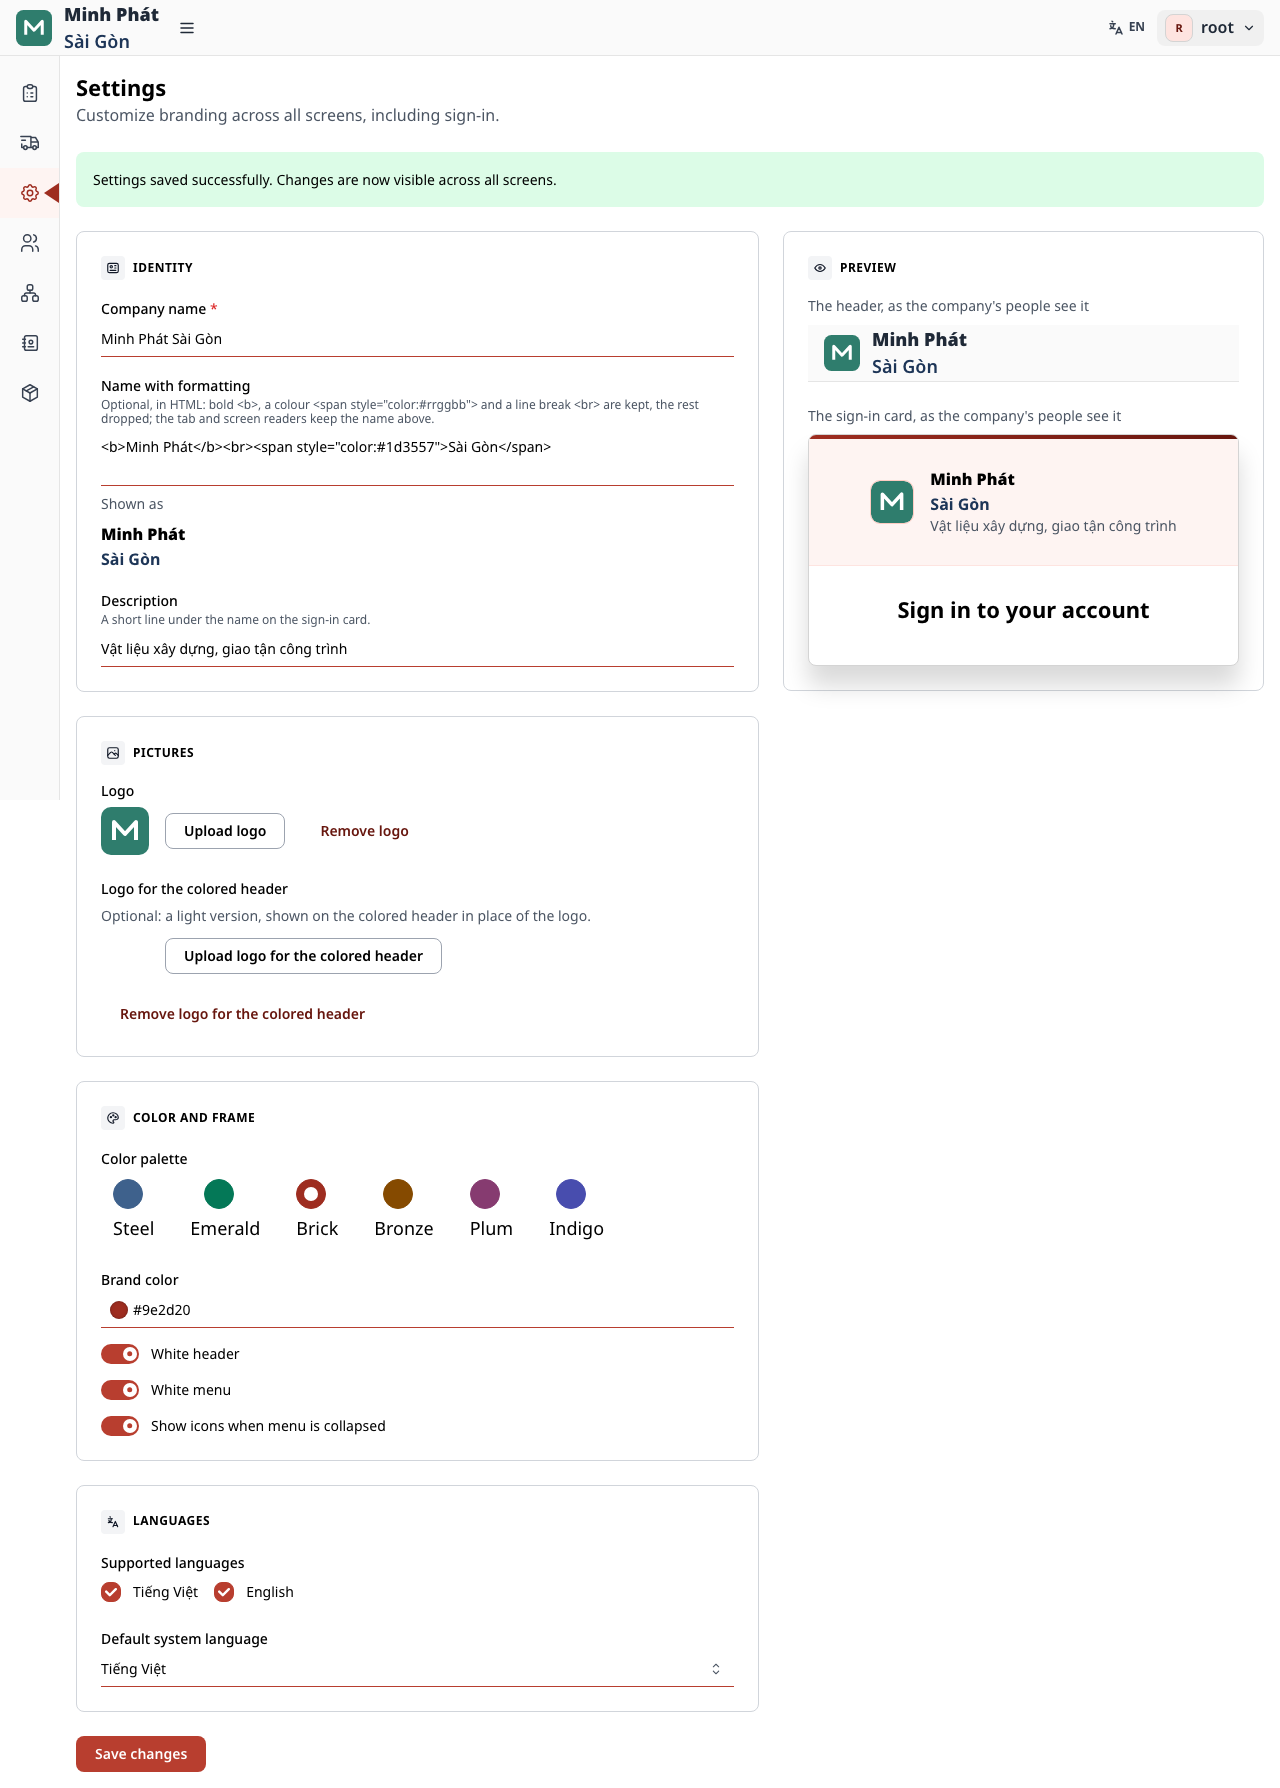 Minh Phát
Sài Gòn
EN
R
root
Settings
Customize branding across all screens, including sign-in.
Settings saved successfully. Changes are now visible across all screens.
IDENTITY
Company name *
Minh Phát Sài Gòn
Name with formatting
Optional, in HTML: bold <b>, a colour <span style="color:#rrggbb"> and a line break <br> are kept, the rest
dropped; the tab and screen readers keep the name above.
<b>Minh Phát</b><br><span style="color:#1d3557">Sài Gòn</span>
Shown as
Minh Phát
Sài Gòn
Description
A short line under the name on the sign-in card.
Vật liệu xây dựng, giao tận công trình
PREVIEW
The header, as the company's people see it
Minh Phát
Sài Gòn
The sign-in card, as the company's people see it
Minh Phát
Sài Gòn
Vật liệu xây dựng, giao tận công trình
Sign in to your account
PICTURES
Logo
Upload logo
Remove logo
Logo for the colored header
Optional: a light version, shown on the colored header in place of the logo.
Upload logo for the colored header
Remove logo for the colored header
COLOR AND FRAME
Color palette
Steel
Emerald
Brick
Bronze
Plum
Indigo
Brand color
#9e2d20
White header
White menu
Show icons when menu is collapsed
LANGUAGES
Supported languages
Tiếng Việt
English
Default system language
Tiếng Việt
Save changes